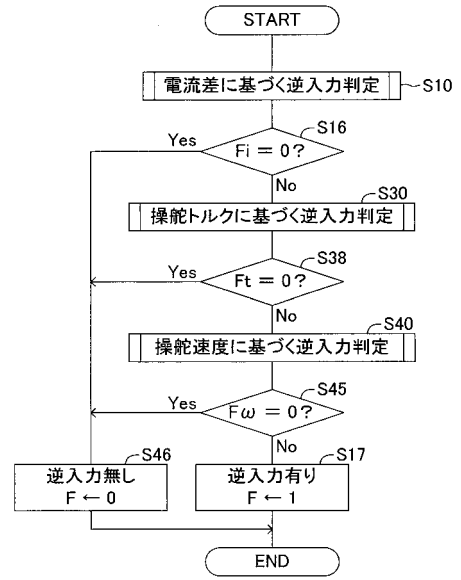 START
電流差に基づく逆入力判定
S10
Fi = 0?
S16
Yes
No
操舵トルクに基づく逆入力判定
S30
Ft = 0?
S38
Yes
No
操舵速度に基づく逆入力判定
S40
Fω = 0?
S45
Yes
No
逆入力無し
F ← 0
S46
逆入力有り
F ← 1
S17
END